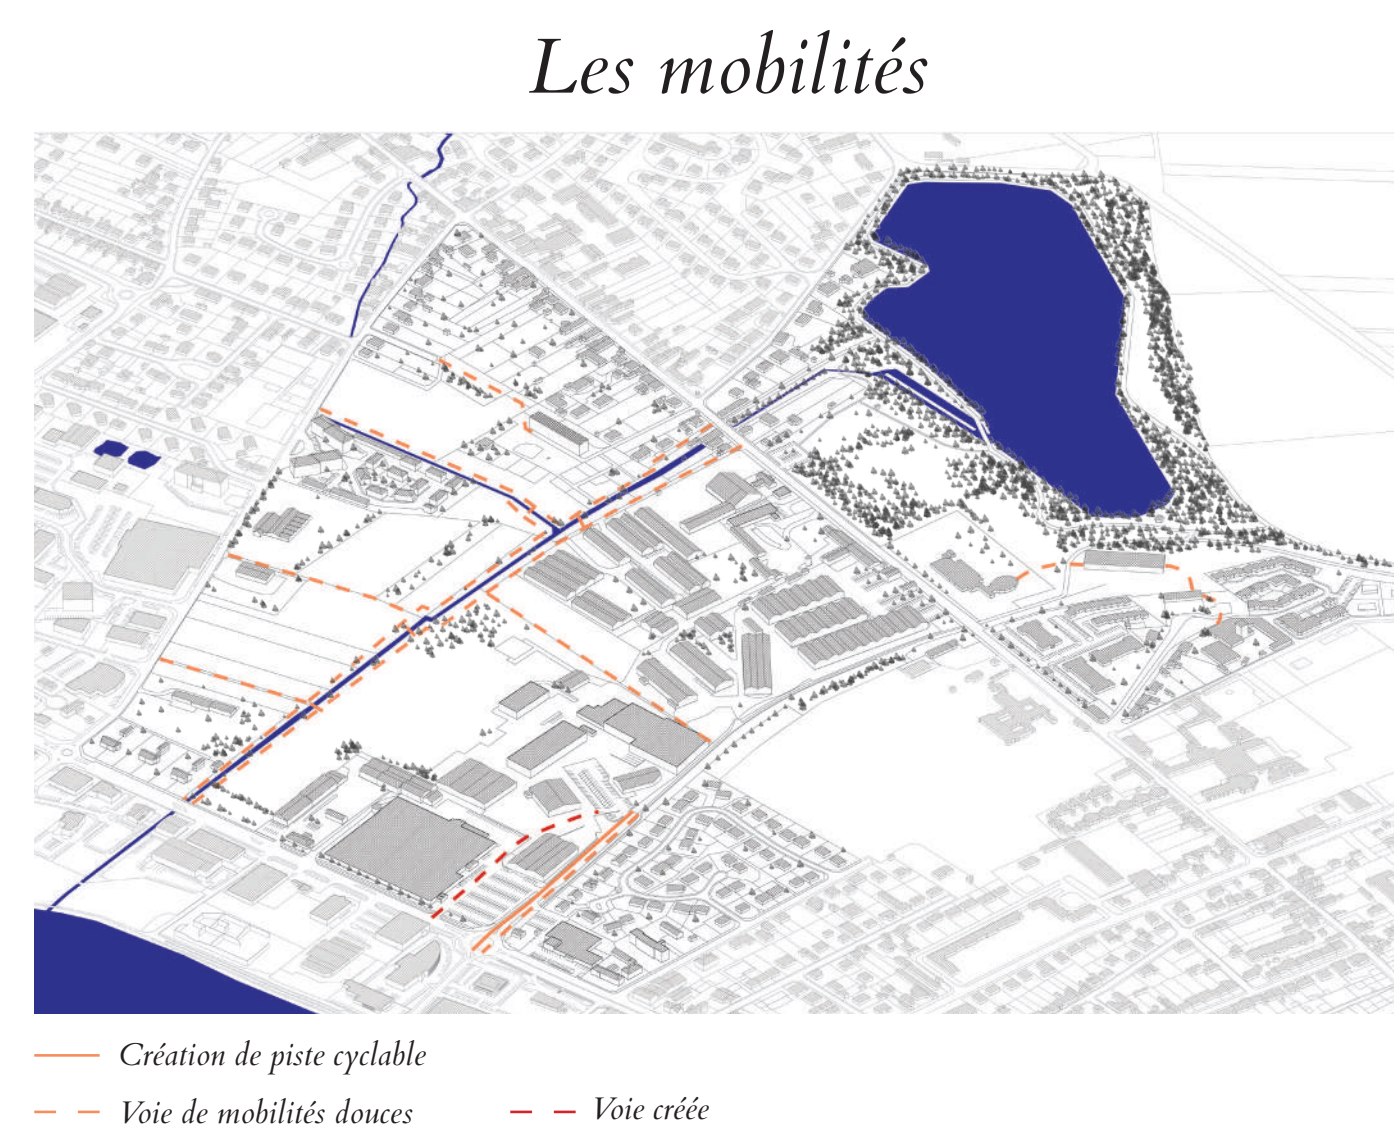 Les mobilités
Création de piste cyclable
Voie de mobilités douces
Voie créée